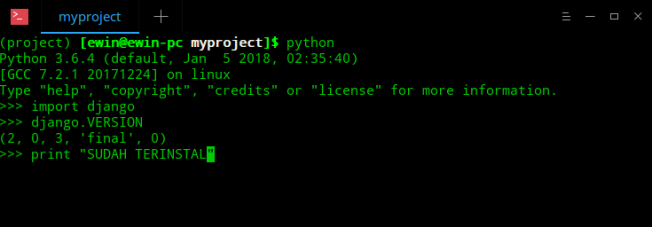 myproject
(project) [ewin@ewin-pc myproject]$ python
Python 3.6.4 (default, Jan  5 2018, 02:35:40)
[GCC 7.2.1 20171224] on linux
Type "help", "copyright", "credits" or "license" for more information.
>>> import django
>>> django.VERSION
(2, 0, 3, 'final', 0)
>>> print "SUDAH TERINSTAL"